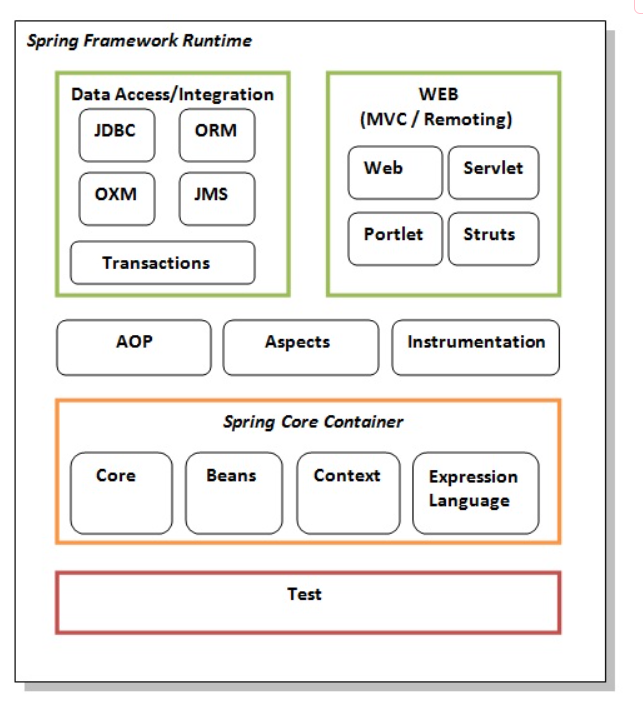 Spring Framework Runtime
Data Access/Integration
JDBC
ORM
OXM
JMS
Transactions
WEB
(MVC / Remoting)
Web
Servlet
Portlet
Struts
AOP
Aspects
Instrumentation
Spring Core Container
Core
Beans
Context
Expression
Language
Test